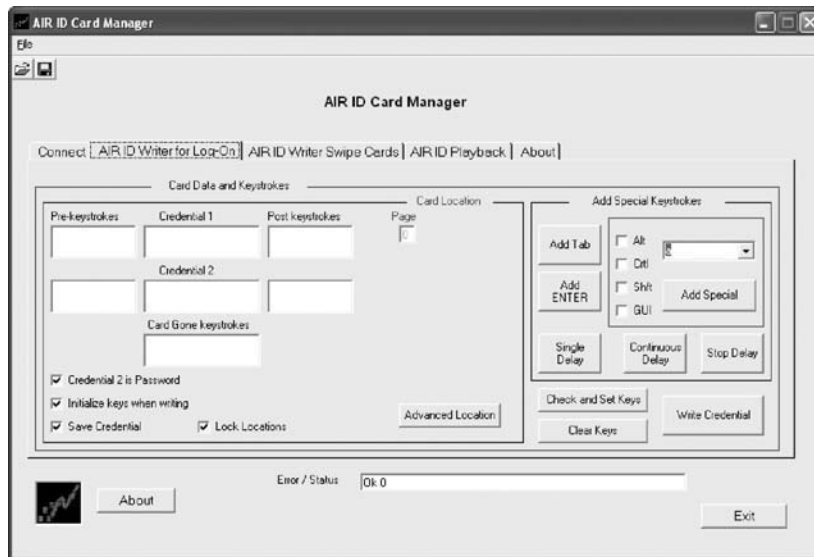 AIR ID Card Manager
File
AIR ID Card Manager
Connect AIR ID Writer for Log-On AIR ID Writer Swipe Cards AIR ID Playback About
Card Data and Keystrokes
Card Location
Add Special Keystrokes
Pre-keystrokes Credential 1 Post keystrokes Page
0
Add Tab
Alt
Crtl
Credential 2
Add ENTER
Shft
Add Special
GUI
Card Gone keystrokes
Single Delay
Continuous Delay
Stop Delay
Credential 2 is Password
Initialize keys when writing
Check and Set Keys
Save Credential Lock Locations
Advanced Location
Write Credential
Clear Keys
Error / Status Ok 0
About
Exit